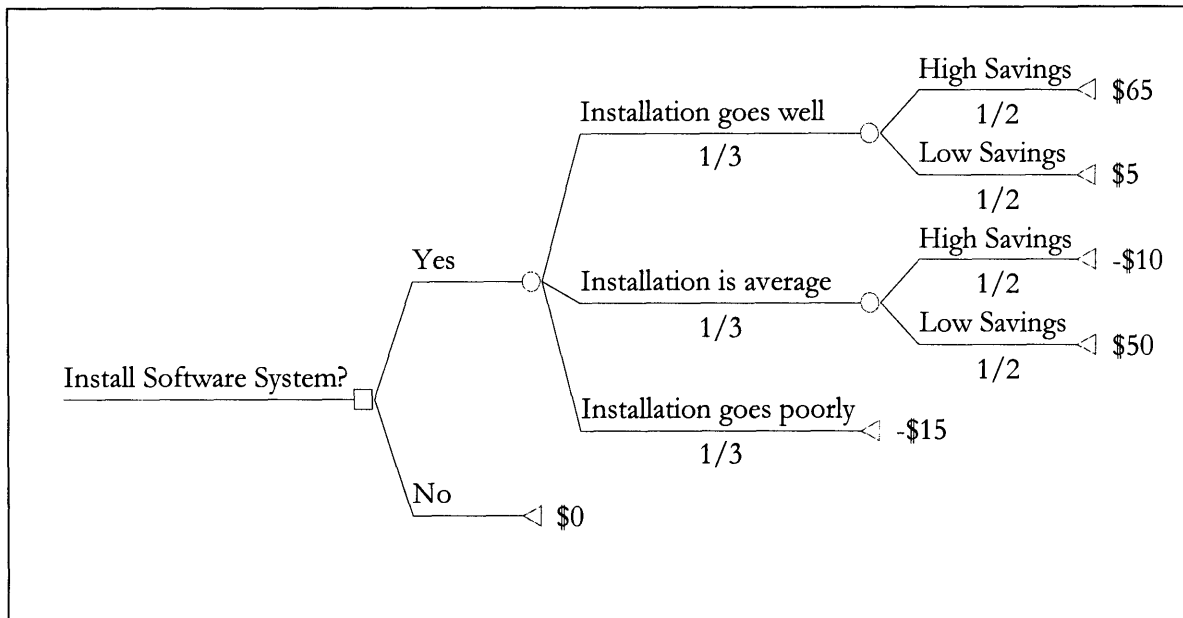 High Savings
$65
Installation goes well
1/2
1/3
Low Savings
$5
1/2
High Savings
-$10
Yes
Installation is average
1/2
1/3
Low Savings
$50
1/2
Install Software System?
Installation goes poorly
-$15
1/3
No
$0